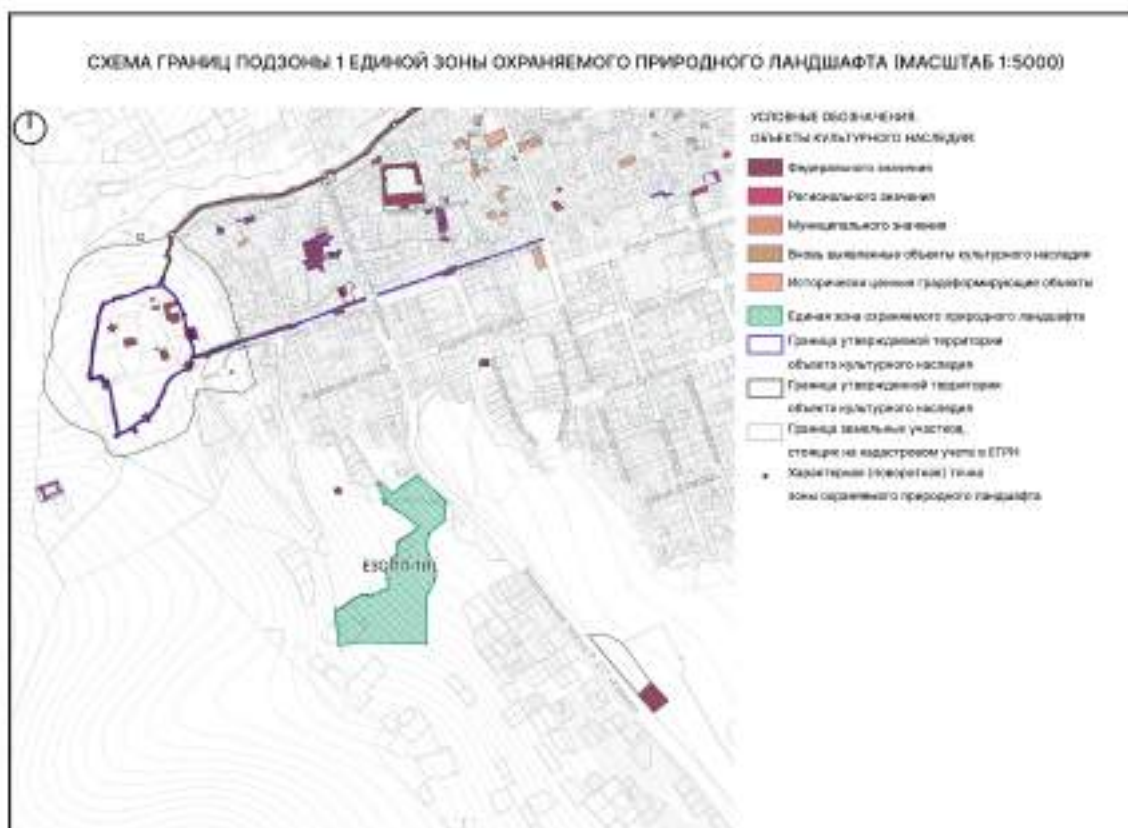 СХЕМА ГРАНИЦ ПОДЗОНЫ 1 ЕДИНОЙ ЗОНЫ ОХРАНЯЕМОГО ПРИРОДНОГО ЛАНДШАФТА (МАСШТАБ 1:5000)
УСЛОВНЫЕ ОБОЗНАЧЕНИЯ.
ОБЪЕКТЫ КУЛЬТУРНОГО НАСЛЕДИЯ:
Федерального значения
Регионального значения
Муниципального значения
Вновь выявленные объекты культурного наследия
Исторически ценные градоформирующие объекты
Единая зона охраняемого природного ландшафта
Граница утверждаемой территории
объекта культурного наследия
Граница утвержденной территории
объекта культурного наследия
Граница земельных участков,
стоящих на кадастровом учете в ЕГРН
Характерная (поворотная) точка
зоны охраняемого природного ландшафта